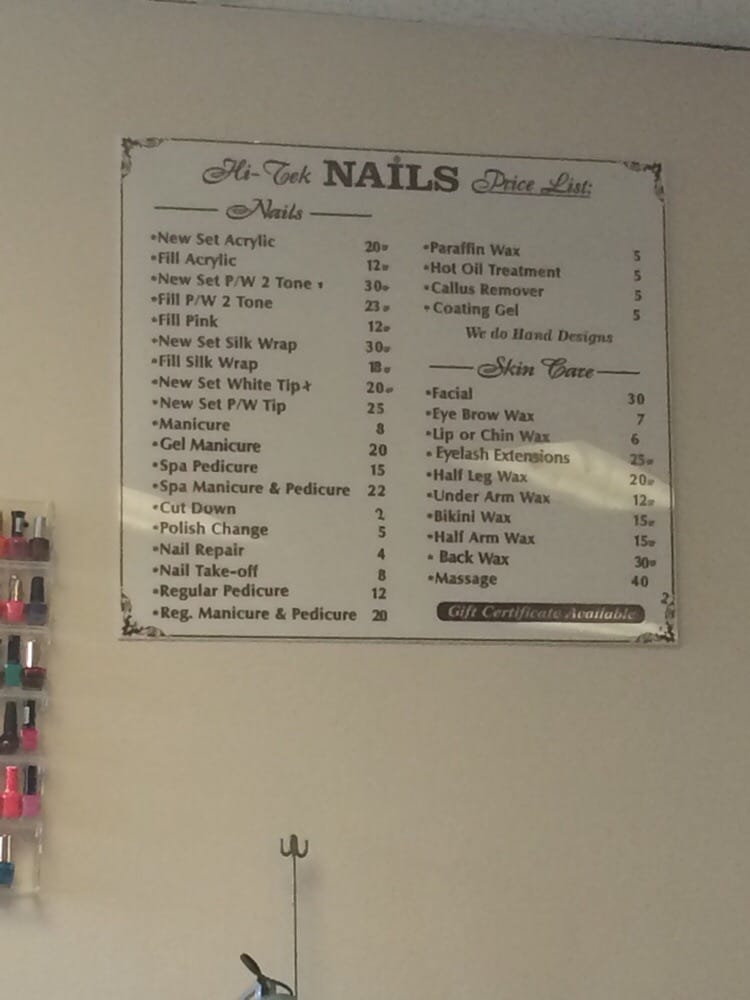 Hi-Tek NAILS Price List:
Nails
•New Set Acrylic 20
•Fill Acrylic 12
•New Set P/W 2 Tone 30
•Fill P/W 2 Tone 23
•Fill Pink 12
•New Set Silk Wrap 30
•Fill Silk Wrap 18
•New Set White Tip 20
•New Set P/W Tip 25
•Manicure 8
•Gel Manicure 20
•Spa Pedicure 15
•Spa Manicure & Pedicure 22
•Cut Down 2
•Polish Change 5
•Nail Repair 4
•Nail Take-off 8
•Regular Pedicure 12
•Reg. Manicure & Pedicure 20
•Paraffin Wax 5
•Hot Oil Treatment 5
•Callus Remover 5
•Coating Gel 5
We do Hand Designs
Skin Care
•Facial 30
•Eye Brow Wax 7
•Lip or Chin Wax 6
•Eyelash Extensions 25
•Half Leg Wax 20
•Under Arm Wax 12
•Bikini Wax 15
•Half Arm Wax 15
•Back Wax 30
•Massage 40
Gift Certificate Available